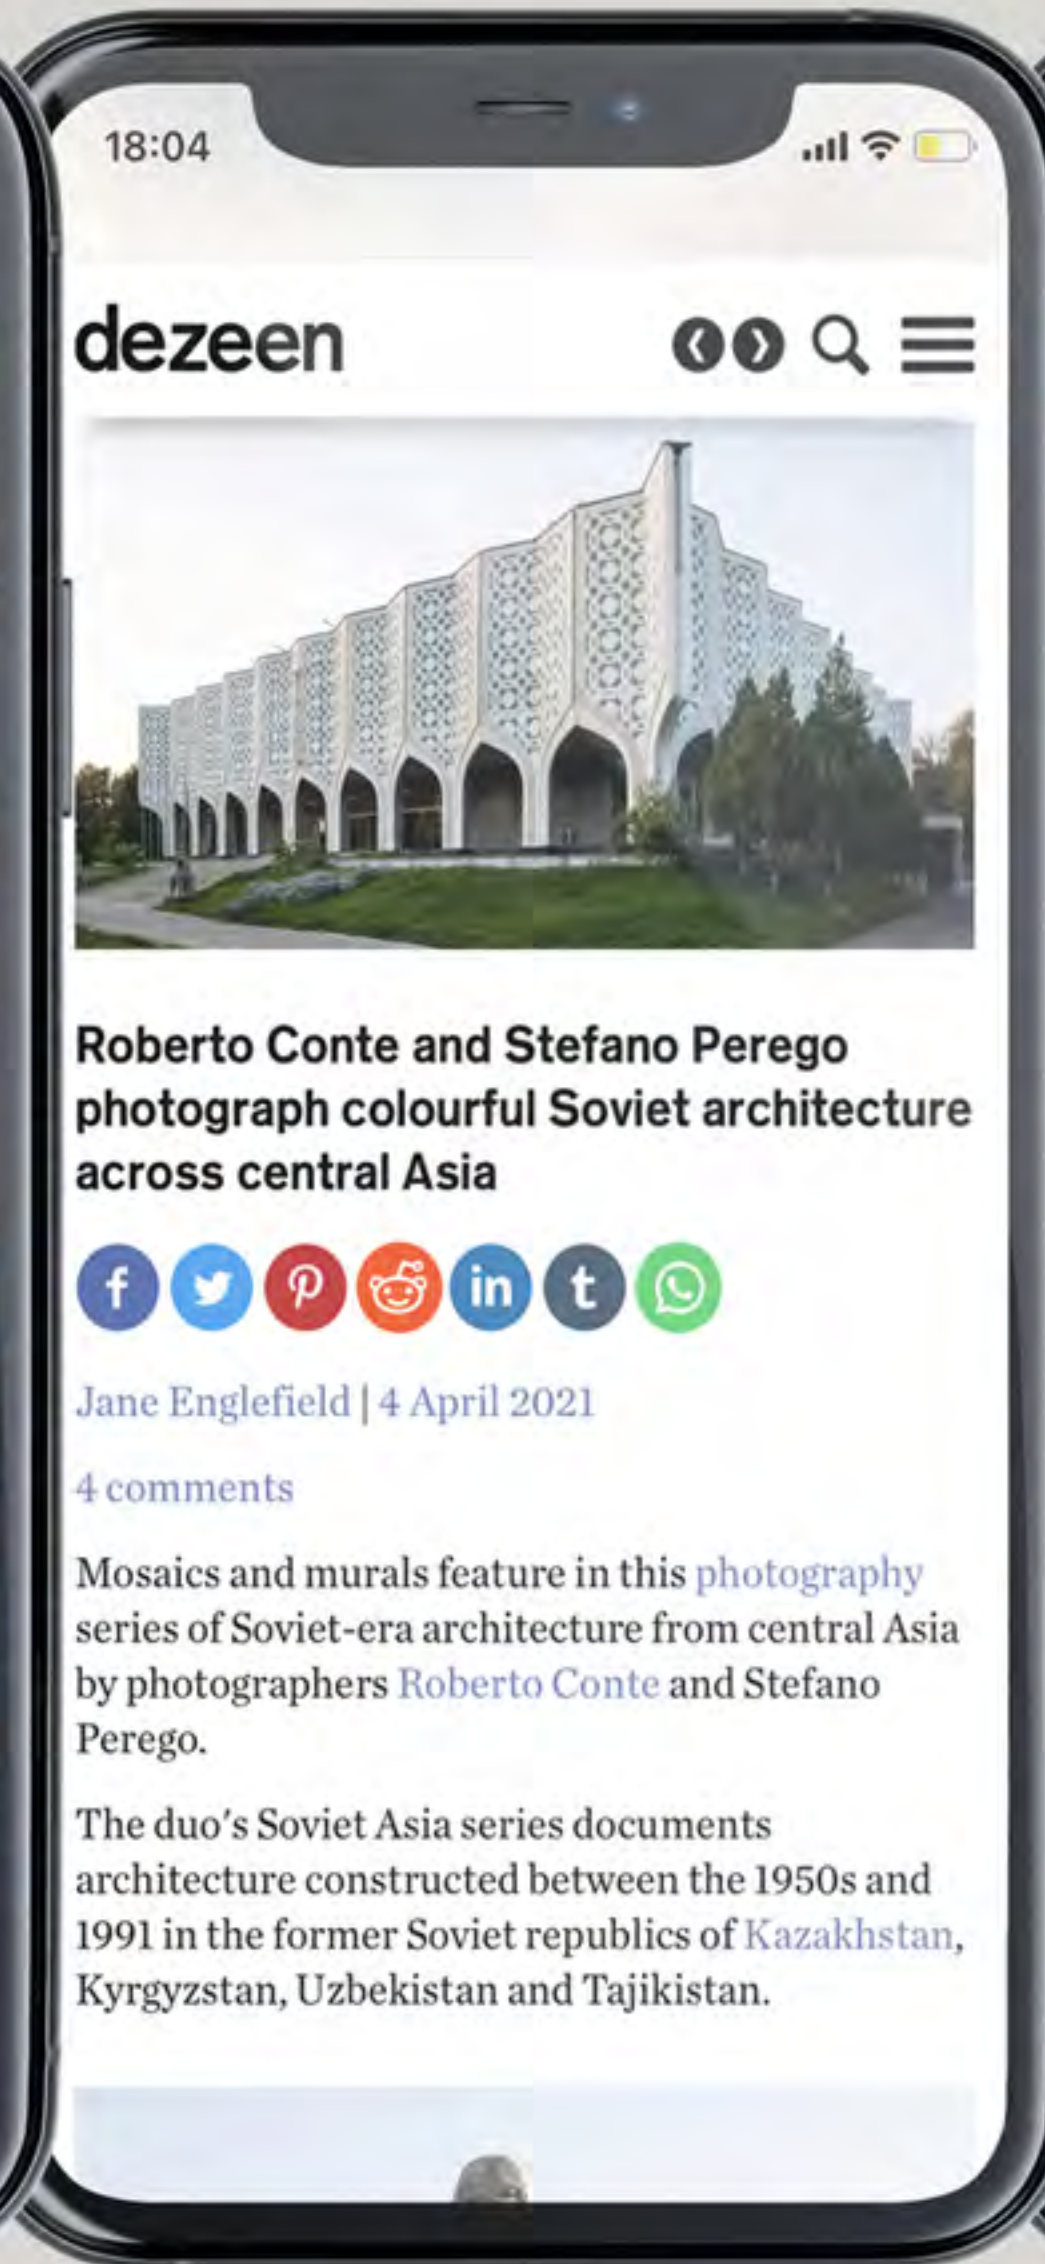 18:04
dezeen
Roberto Conte and Stefano Perego
photograph colourful Soviet architecture
across central Asia
f in t
Jane Englefield | 4 April 2021
4 comments
Mosaics and murals feature in this photography
series of Soviet-era architecture from central Asia
by photographers Roberto Conte and Stefano
Perego.
The duo's Soviet Asia series documents
architecture constructed between the 1950s and
1991 in the former Soviet republics of Kazakhstan,
Kyrgyzstan, Uzbekistan and Tajikistan.